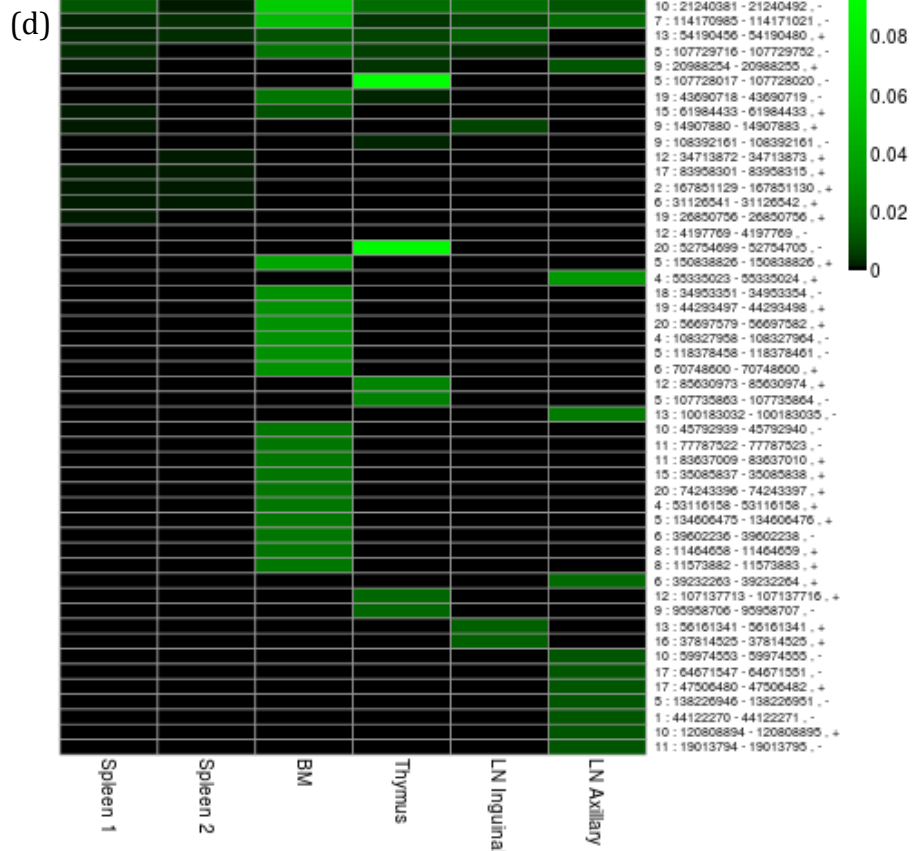 (d)
10 : 21240381 - 21240492 , -
7 : 114170985 - 114171021 , -
13 : 54190456 - 54190480 , +
5 : 107729716 - 107729752 , -
9 : 20988254 - 20988255 , +
5 : 107728017 - 107728020 , -
19 : 43690718 - 43690719 , -
15 : 61984433 - 61984433 , +
9 : 14907880 - 14907883 , +
9 : 108392161 - 108392161 , -
12 : 34713872 - 34713873 , +
17 : 83958301 - 83958315 , +
2 : 167851129 - 167851130 , +
6 : 31126541 - 31126542 , +
19 : 26850756 - 26850756 , +
12 : 4197769 - 4197769 , -
20 : 52754699 - 52754705 , -
5 : 150838826 - 150838826 , +
4 : 55335023 - 55335024 , +
18 : 34953351 - 34953354 , -
19 : 44293497 - 44293498 , +
20 : 56697579 - 56697582 , +
4 : 108327958 - 108327964 , -
5 : 118378458 - 118378461 , -
6 : 70748600 - 70748600 , +
12 : 85630973 - 85630974 , +
5 : 107735863 - 107735864 , -
13 : 100183032 - 100183035 , -
10 : 45792939 - 45792940 , -
11 : 77787522 - 77787523 , -
11 : 83637009 - 83637010 , +
15 : 35085837 - 35085838 , +
20 : 74243396 - 74243397 , +
4 : 53116158 - 53116158 , +
5 : 134606475 - 134606476 , +
6 : 39602236 - 39602238 , -
8 : 11464658 - 11464659 , +
8 : 11573882 - 11573883 , +
6 : 39232263 - 39232264 , +
12 : 107137713 - 107137716 , +
9 : 95958706 - 95958707 , -
13 : 56161341 - 56161341 , +
16 : 37814525 - 37814525 , +
10 : 59974553 - 59974555 , -
17 : 64671547 - 64671551 , -
17 : 47506480 - 47506482 , +
5 : 138226946 - 138226951 , -
1 : 44122270 - 44122271 , -
10 : 120808894 - 120808895 , +
11 : 19013794 - 19013795 , -
0.08
0.06
0.04
0.02
0
Spleen 1
Spleen 2
BM
Thymus
LN Inguina
LN Axillary